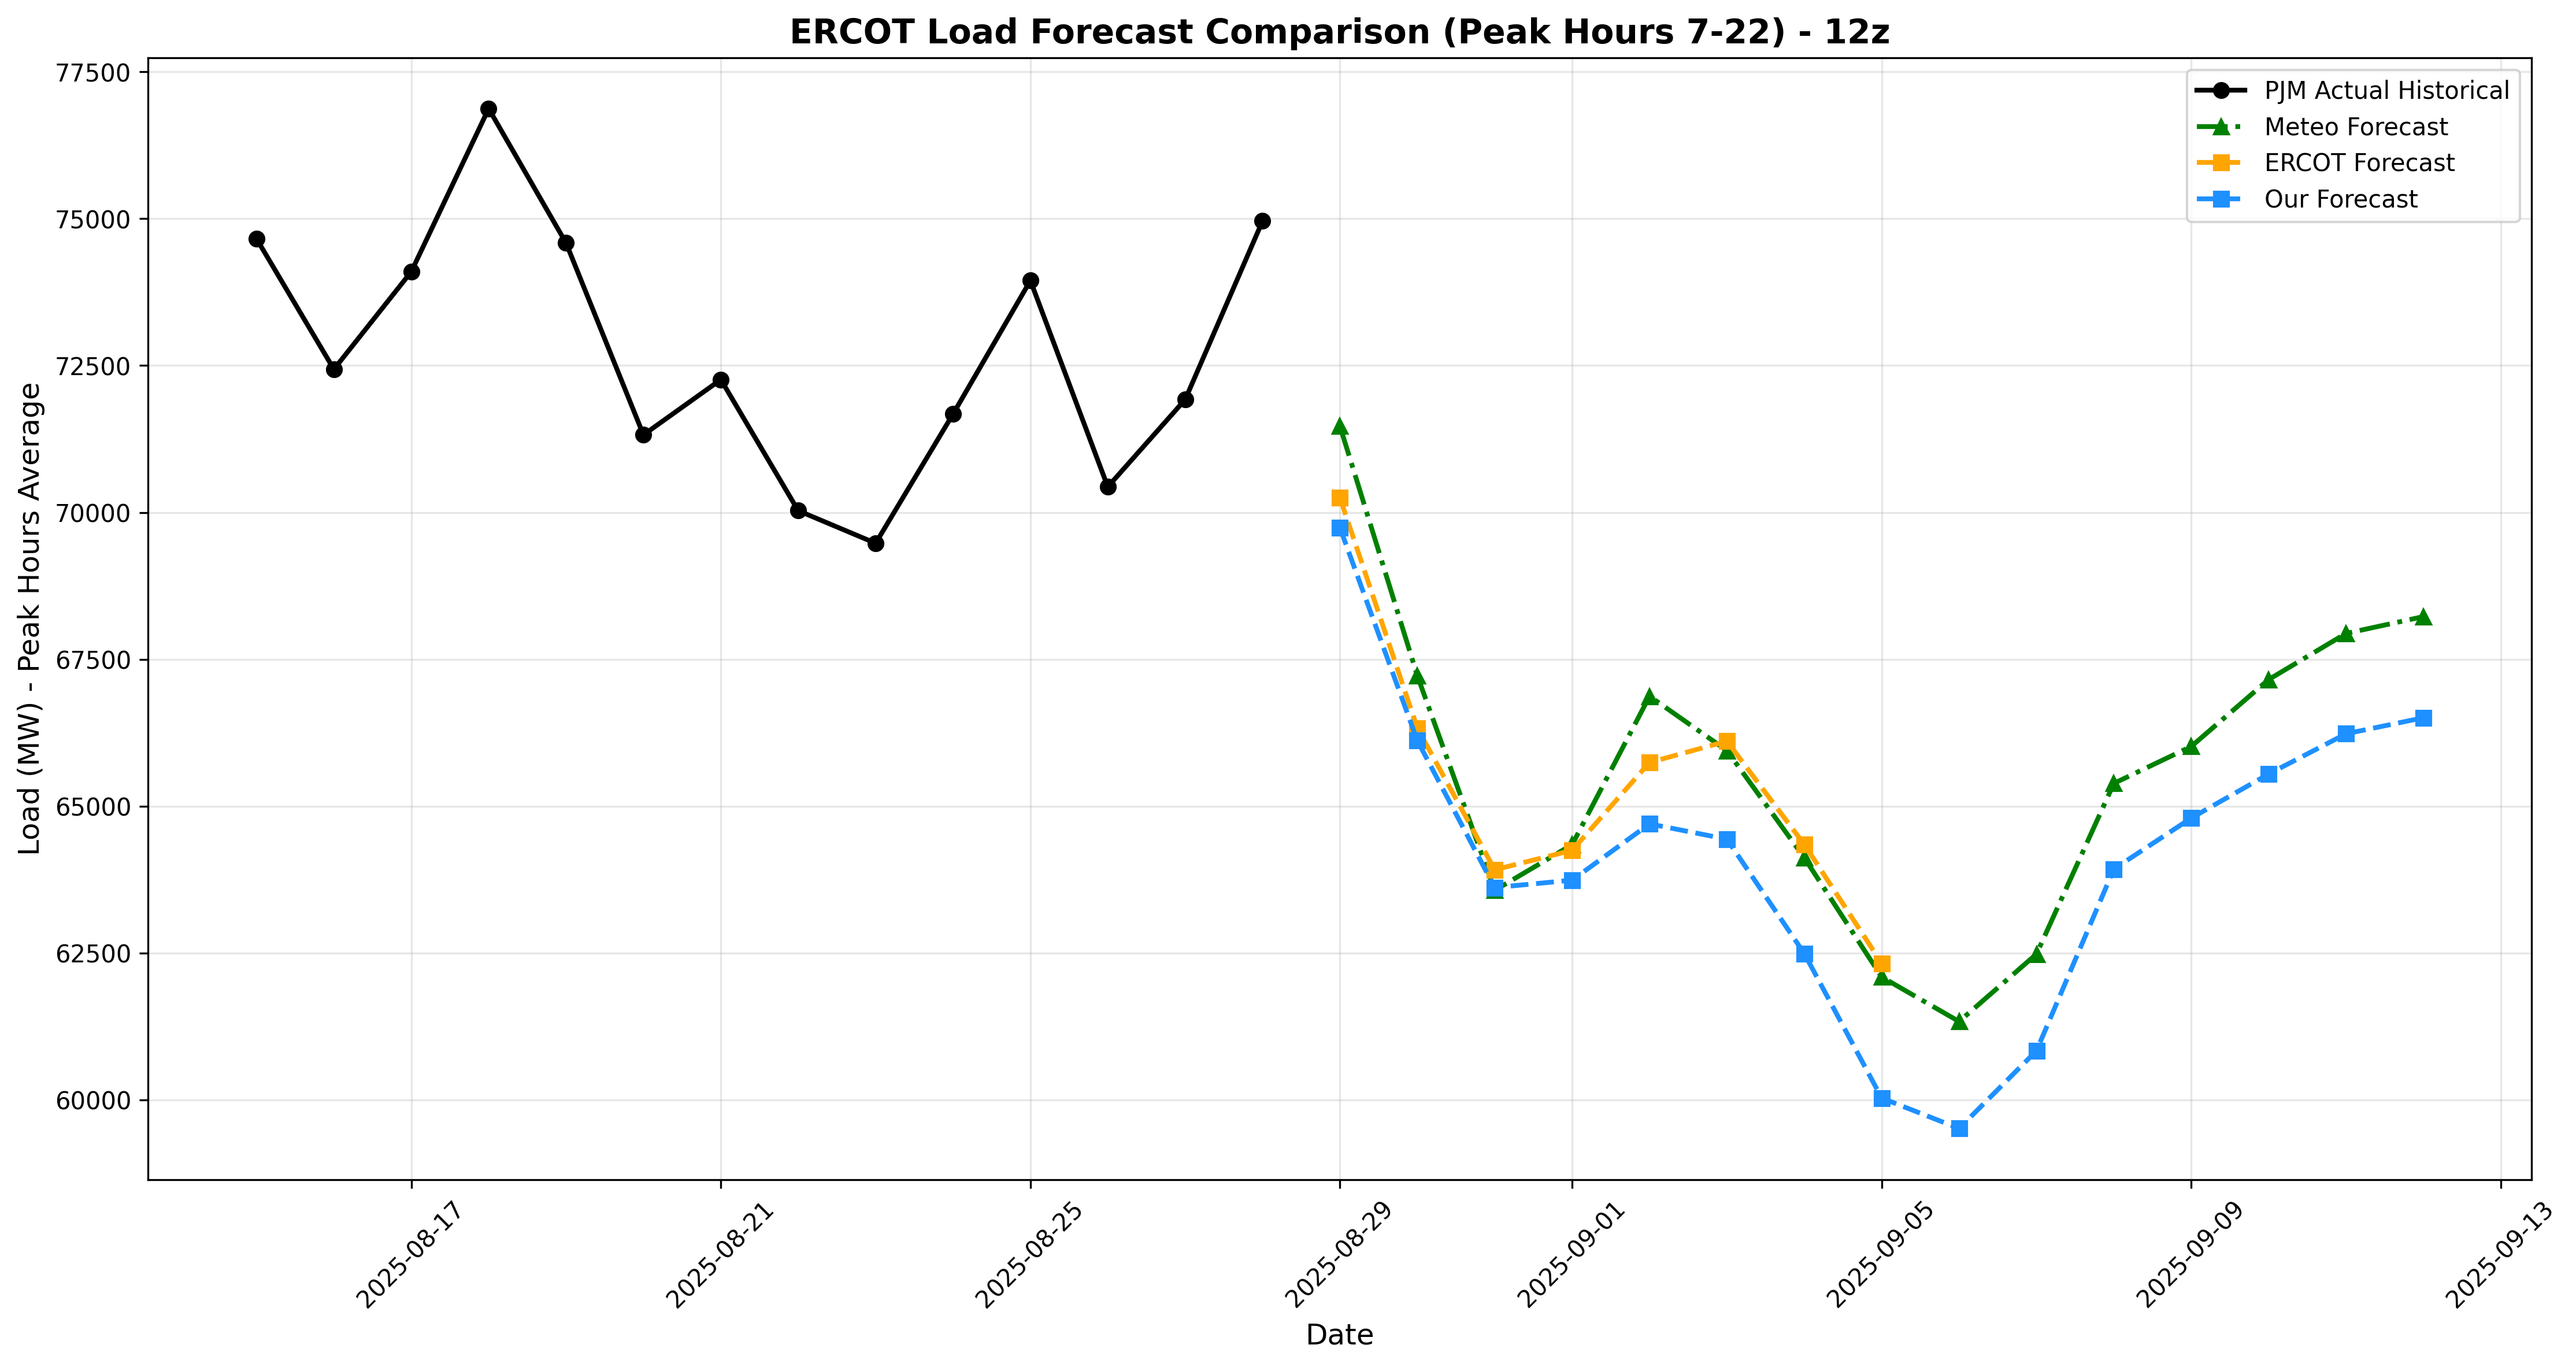 ERCOT Load Forecast Comparison (Peak Hours 7-22) - 12z
PJM Actual Historical
Meteo Forecast
ERCOT Forecast
Our Forecast
Load (MW) - Peak Hours Average
77500
75000
72500
70000
67500
65000
62500
60000
2025-08-17
2025-08-21
2025-08-25
2025-08-29
2025-09-01
2025-09-05
2025-09-09
2025-09-13
Date